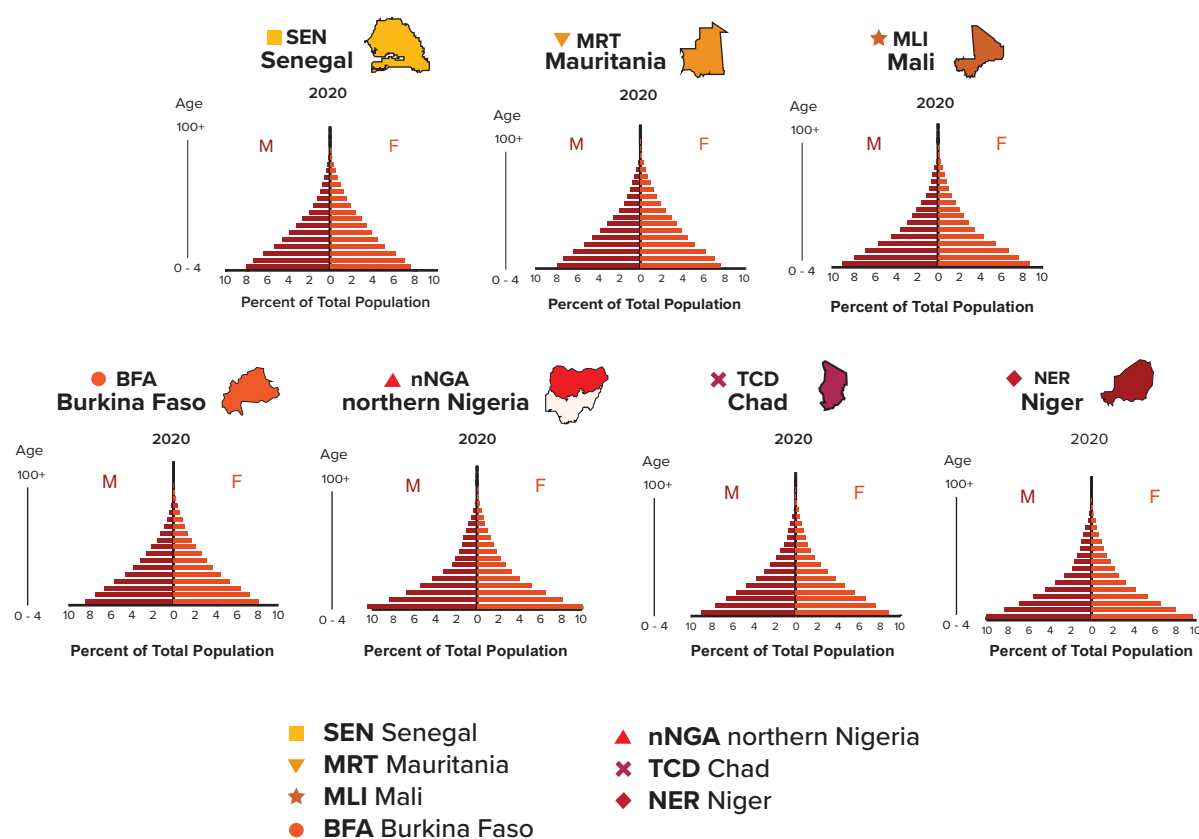 SEN
Senegal
MRT
Mauritania
MLI
Mali
2020
Age
100+
M
F
0 - 4
10 8 6 4 2 0 2 4 6 8 10
Percent of Total Population
2020
Age
100+
M
F
0 - 4
10 8 6 4 2 0 2 4 6 8 10
Percent of Total Population
2020
Age
100+
M
F
0 - 4
10 8 6 4 2 0 2 4 6 8 10
Percent of Total Population
BFA
Burkina Faso
nNGA
northern Nigeria
TCD
Chad
NER
Niger
2020
Age
100+
M
F
0 - 4
10 8 6 4 2 0 2 4 6 8 10
Percent of Total Population
2020
Age
100+
M
F
0 - 4
10 8 6 4 2 0 2 4 6 8 10
Percent of Total Population
2020
Age
100+
M
F
0 - 4
10 8 6 4 2 0 2 4 6 8 10
Percent of Total Population
2020
Age
100+
M
F
0 - 4
10 8 6 4 2 0 2 4 6 8 10
Percent of Total Population
SEN Senegal
MRT Mauritania
MLI Mali
BFA Burkina Faso
nNGA northern Nigeria
TCD Chad
NER Niger